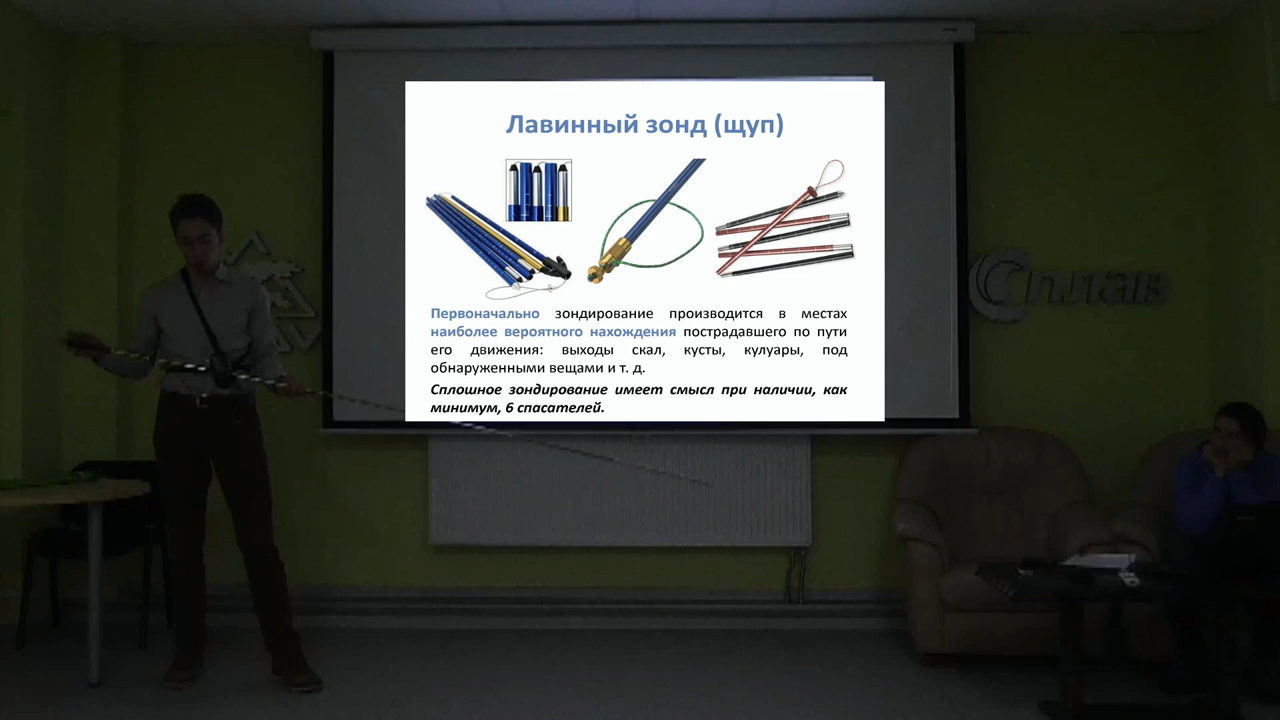 Лавинный зонд (щуп)
Первоначально зондирование производится в местах
наиболее вероятного нахождения пострадавшего по пути
его движения: выходы скал, кусты, кулуары, под
обнаруженными вещами и т. д.
Сплошное зондирование имеет смысл при наличии, как
минимум, 6 спасателей.
Сплав